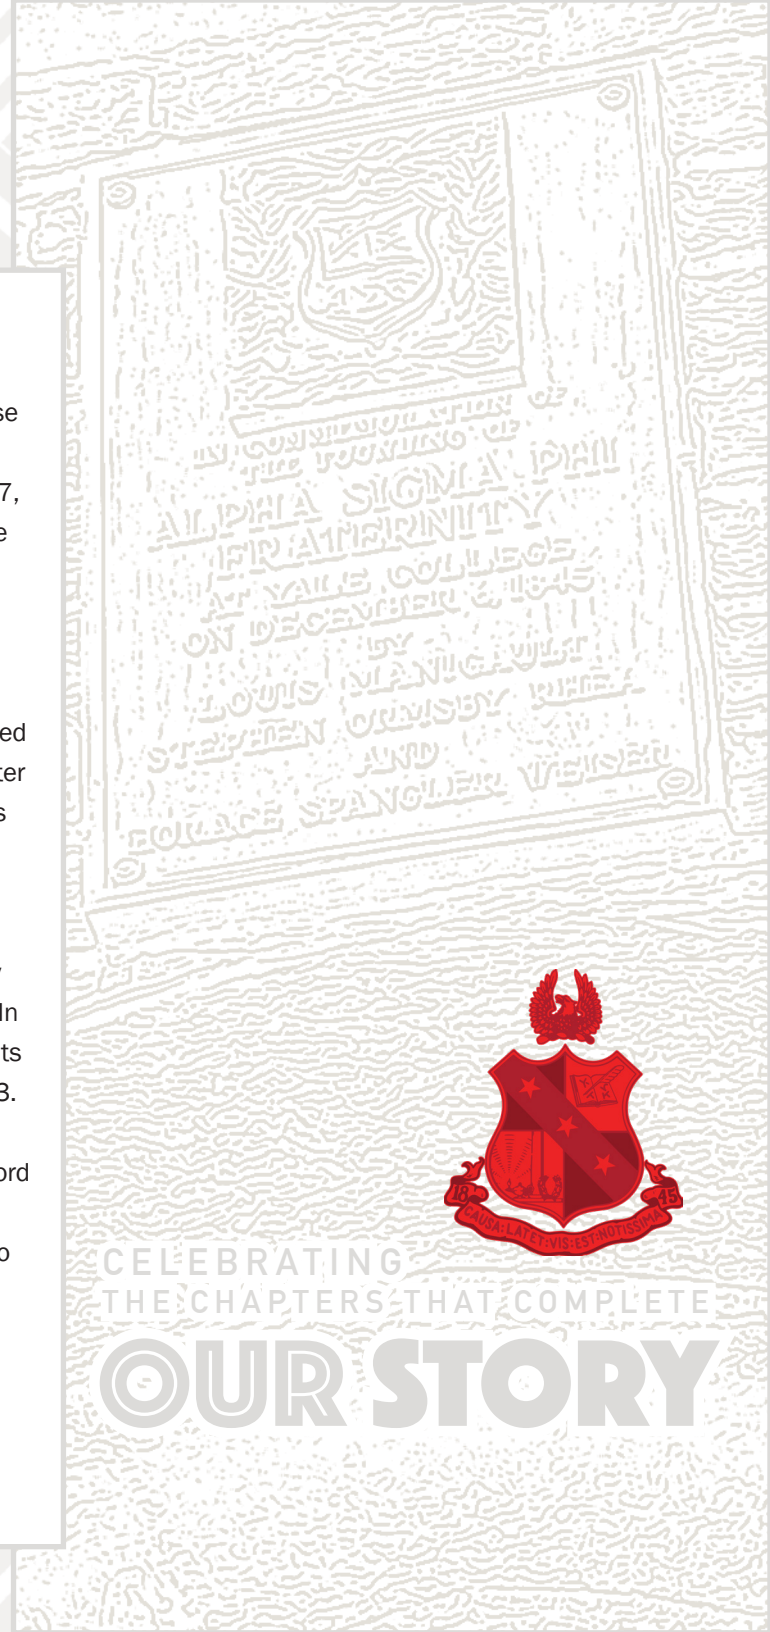 se
7,
e
ed
ter
s
In
ts
3.
ord
o
IN COMMEMORATION OF
THE FOUNDING OF
ALPHA SIGMA PHI
FRATERNITY
AT YALE COLLEGE
ON DECEMBER 6, 1845
BY
LOUIS MANIGAULT
STEPHEN ORMSBY RHEA
AND
HORACE SPANGLER WEISER
18 45
CAUSA·LATET:VIS:EST:NOTISSIMA
CELEBRATING
THE CHAPTERS THAT COMPLETE
OUR STORY